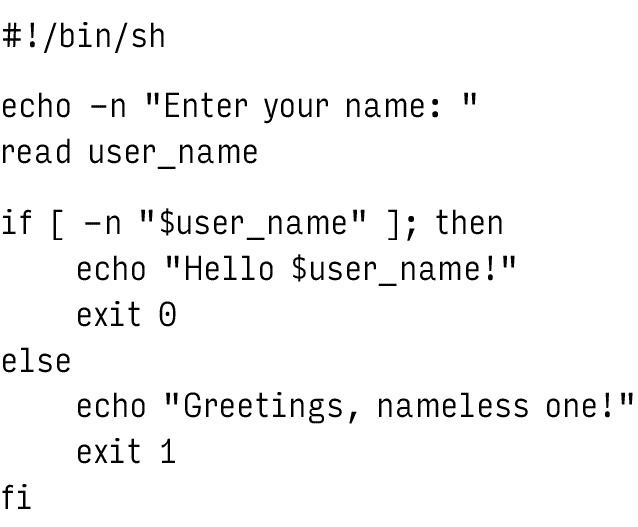 #!/bin/sh
echo -n "Enter your name: "
read user_name
if [ -n "$user_name" ]; then
    echo "Hello $user_name!"
    exit 0
else
    echo "Greetings, nameless one!"
    exit 1
fi